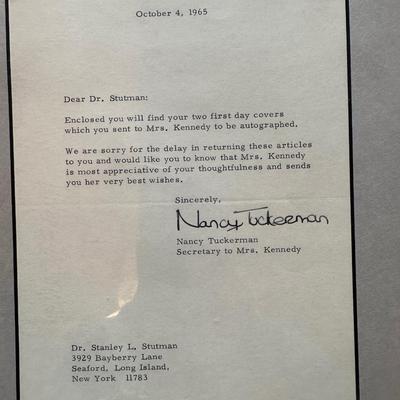 October 4, 1965
Dear Dr. Stutman:
Enclosed you will find your two first day covers
which you sent to Mrs. Kennedy to be autographed.
We are sorry for the delay in returning these articles
to you and would like you to know that Mrs. Kennedy
is most appreciative of your thoughtfulness and sends
you her very best wishes.
Sincerely,
Nancy Tuckerman
Nancy Tuckerman
Secretary to Mrs. Kennedy
Dr. Stanley L. Stutman
3929 Bayberry Lane
Seaford, Long Island,
New York 11783